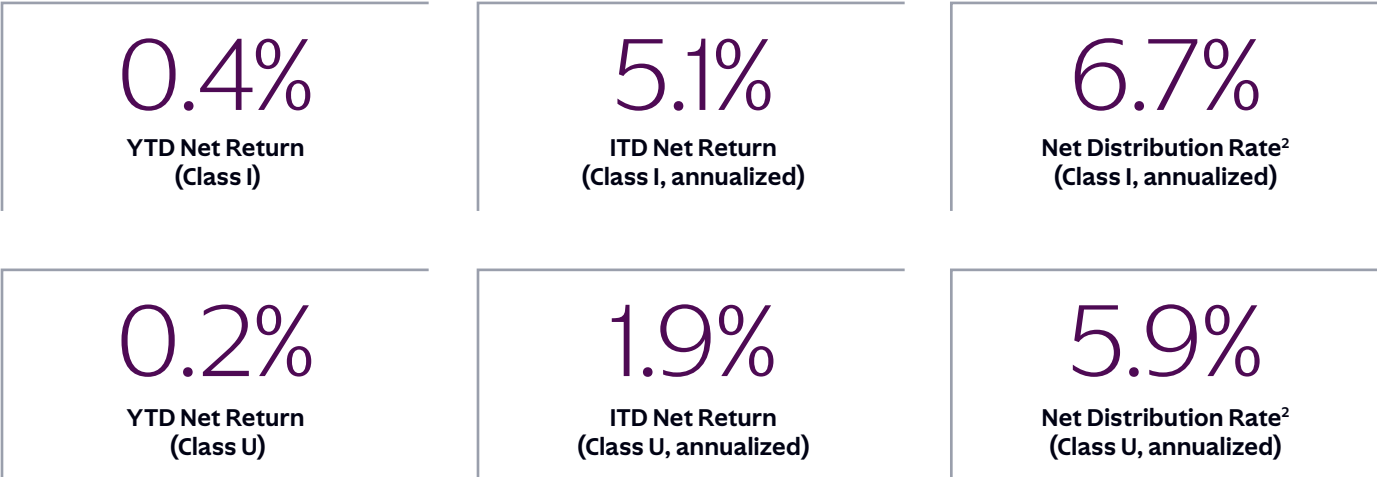 0.4%
YTD Net Return
(Class I)
5.1%
ITD Net Return
(Class I, annualized)
6.7%
Net Distribution Rate²
(Class I, annualized)
0.2%
YTD Net Return
(Class U)
1.9%
ITD Net Return
(Class U, annualized)
5.9%
Net Distribution Rate²
(Class U, annualized)